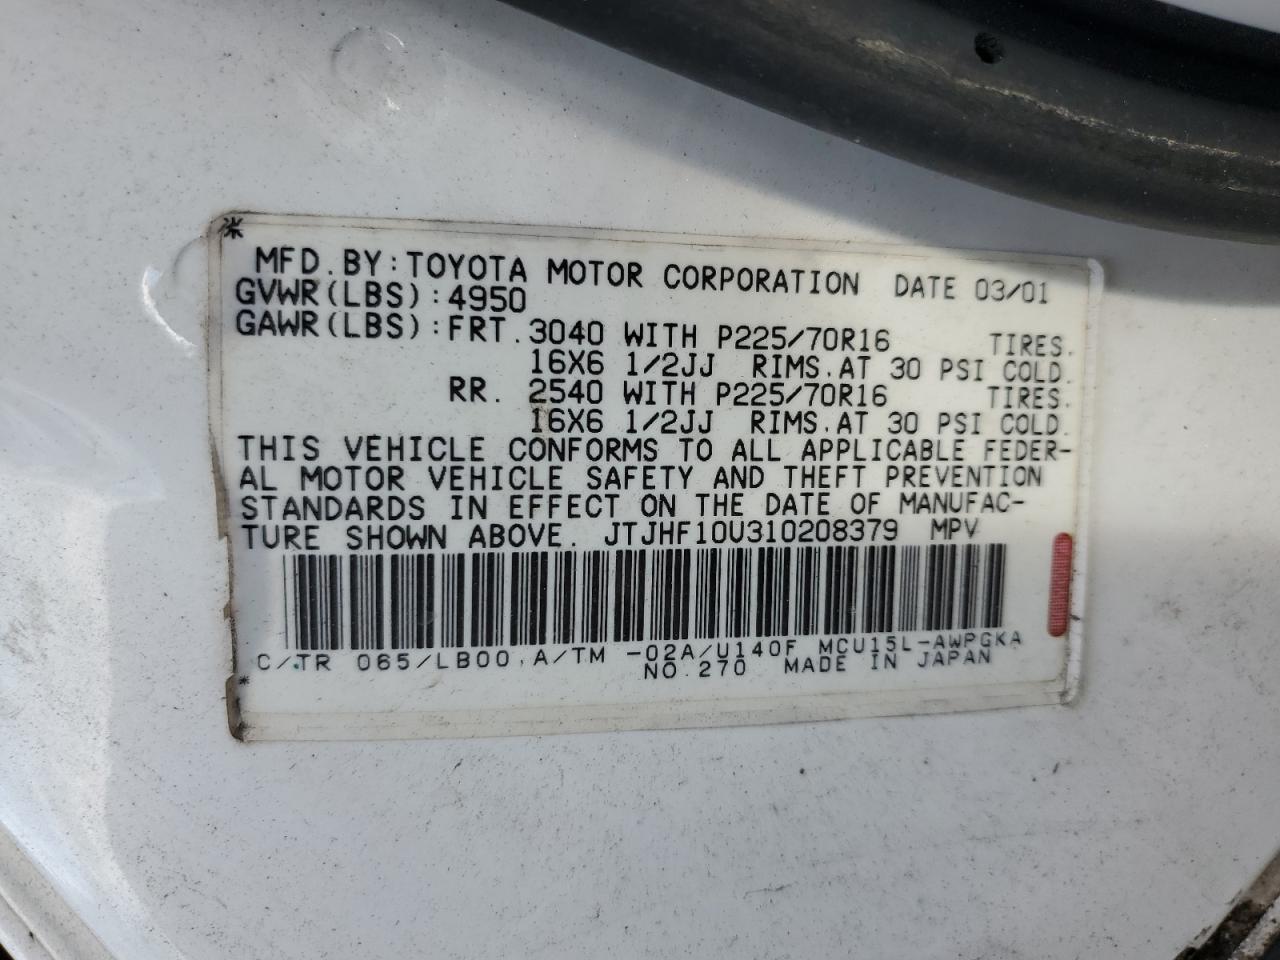 *
MFD.BY:TOYOTA MOTOR CORPORATION DATE 03/01
GVWR(LBS):4950
GAWR(LBS):FRT.3040 WITH P225/70R16 TIRES.
16X6 1/2JJ RIMS.AT 30 PSI COLD.
RR. 2540 WITH P225/70R16 TIRES.
16X6 1/2JJ RIMS.AT 30 PSI COLD.
THIS VEHICLE CONFORMS TO ALL APPLICABLE FEDER-
AL MOTOR VEHICLE SAFETY AND THEFT PREVENTION
STANDARDS IN EFFECT ON THE DATE OF MANUFAC-
TURE SHOWN ABOVE. JTJHF10U310208379 MPV
C/TR 065/LB00,A/TM -02A/U140F MCU15L-AWPGKA
* NO.270 MADE IN JAPAN